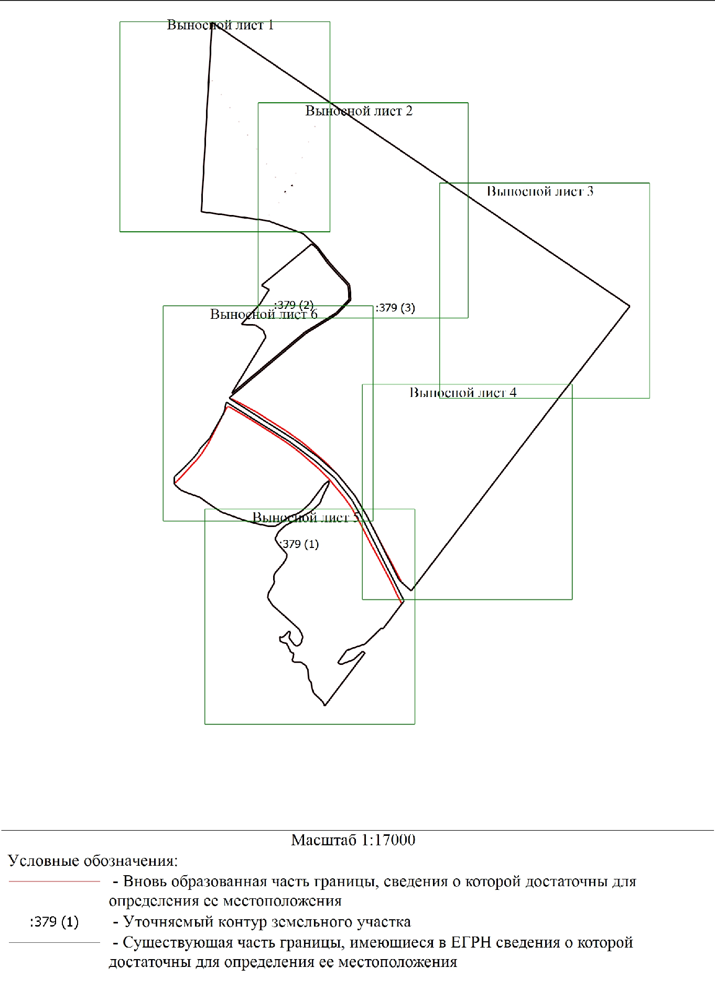 Выносной лист 1
Выносной лист 2
Выносной лист 3
:379 (2)
:379 (3)
Выносной лист 6
Выносной лист 4
Выносной лист 5
:379 (1)
Масштаб 1:17000
Условные обозначения:
- Вновь образованная часть границы, сведения о которой достаточны для
определения ее местоположения
:379 (1) - Уточняемый контур земельного участка
- Существующая часть границы, имеющиеся в ЕГРН сведения о которой
достаточны для определения ее местоположения